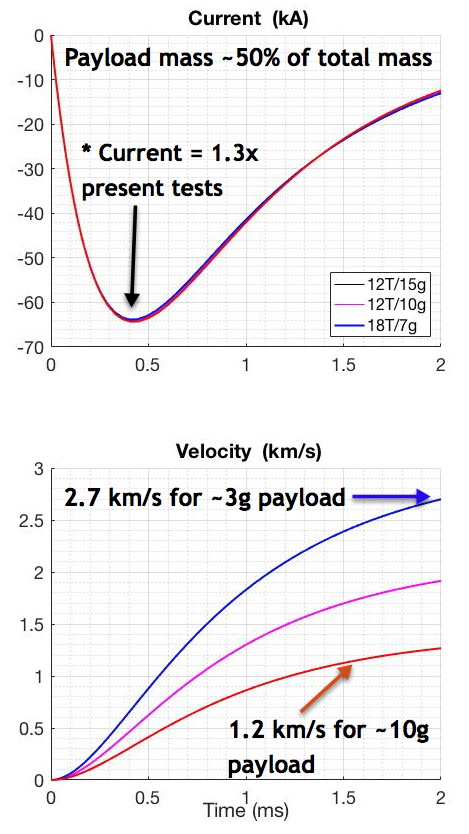 Current (kA)
0
Payload mass ~50% of total mass
-10
-20
* Current = 1.3x
present tests
-30
-40
-50
-60
-70
12T/15g
12T/10g
18T/7g
0 0.5 1 1.5 2
Velocity (km/s)
3
2.7 km/s for ~3g payload
2.5
2
1.5
1
0.5
1.2 km/s for ~10g
payload
0
0 0.5 1 1.5 2
Time (ms)